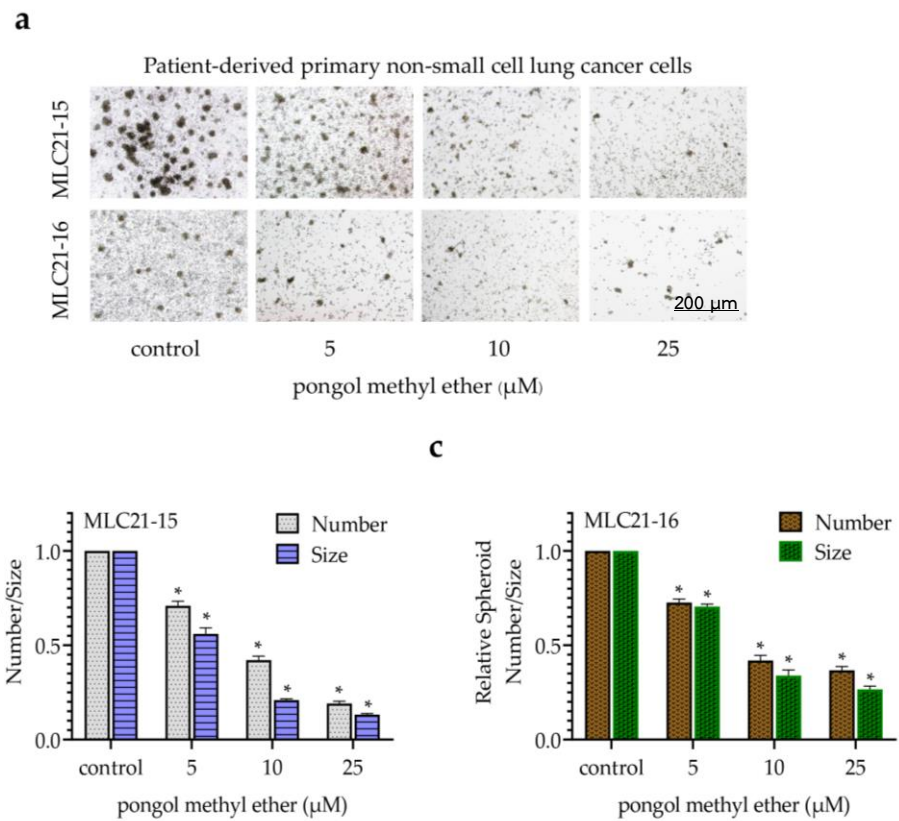 a
Patient-derived primary non-small cell lung cancer cells
MLC21-15
MLC21-16
200 µm
control 5 10 25
pongol methyl ether (µM)
c
MLC21-15
Number
Size
Number/Size
1.0
0.5
0.0
* * * * * *
control 5 10 25
pongol methyl ether (µM)
MLC21-16
Number
Size
Relative Spheroid
Number/Size
1.0
0.5
0.0
* * * * * *
control 5 10 25
pongol methyl ether (µM)